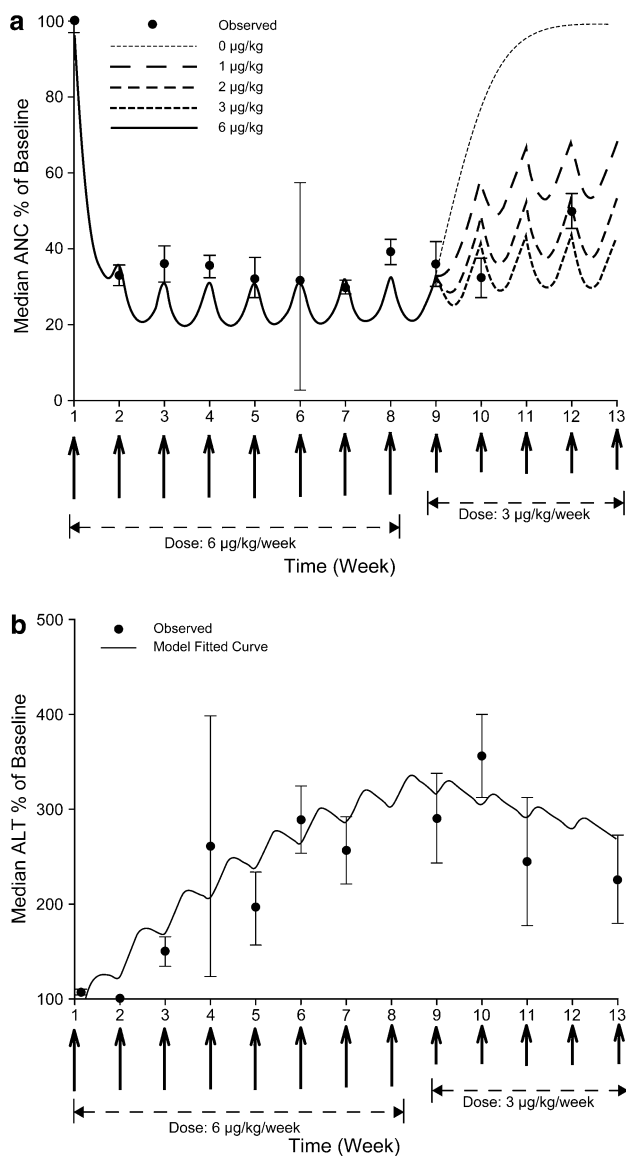 a
Median ANC % of Baseline
100
80
60
40
20
0
Observed
0 µg/kg
1 µg/kg
2 µg/kg
3 µg/kg
6 µg/kg
1 2 3 4 5 6 7 8 9 10 11 12 13
Dose: 6 µg/kg/week
Dose: 3 µg/kg/week
Time (Week)
b
Median ALT % of Baseline
500
400
300
200
100
Observed
Model Fitted Curve
1 2 3 4 5 6 7 8 9 10 11 12 13
Dose: 6 µg/kg/week
Dose: 3 µg/kg/week
Time (Week)